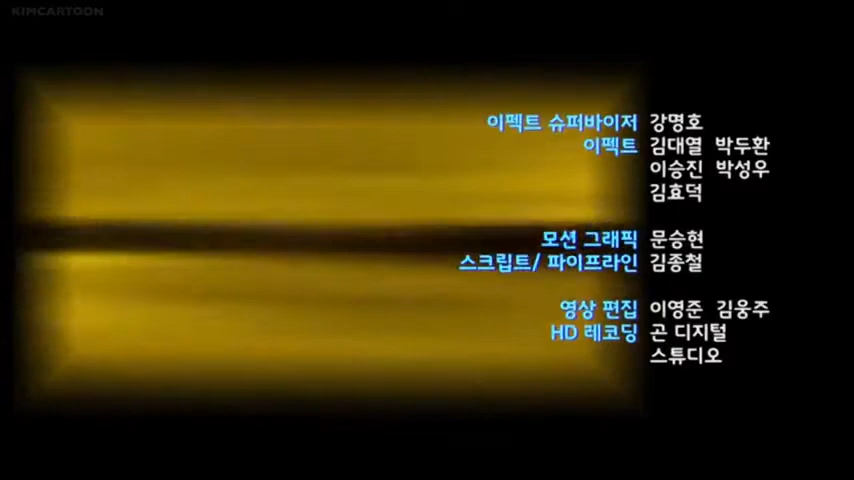 KIMCARTOON
이펙트 슈퍼바이저 강명호
이펙트 김대열 박두환
이승진 박성우
김효덕
모션 그래픽 문승현
스크립트/ 파이프라인 김종철
영상 편집 이영준 김웅주
HD 레코딩 곤 디지털
스튜디오